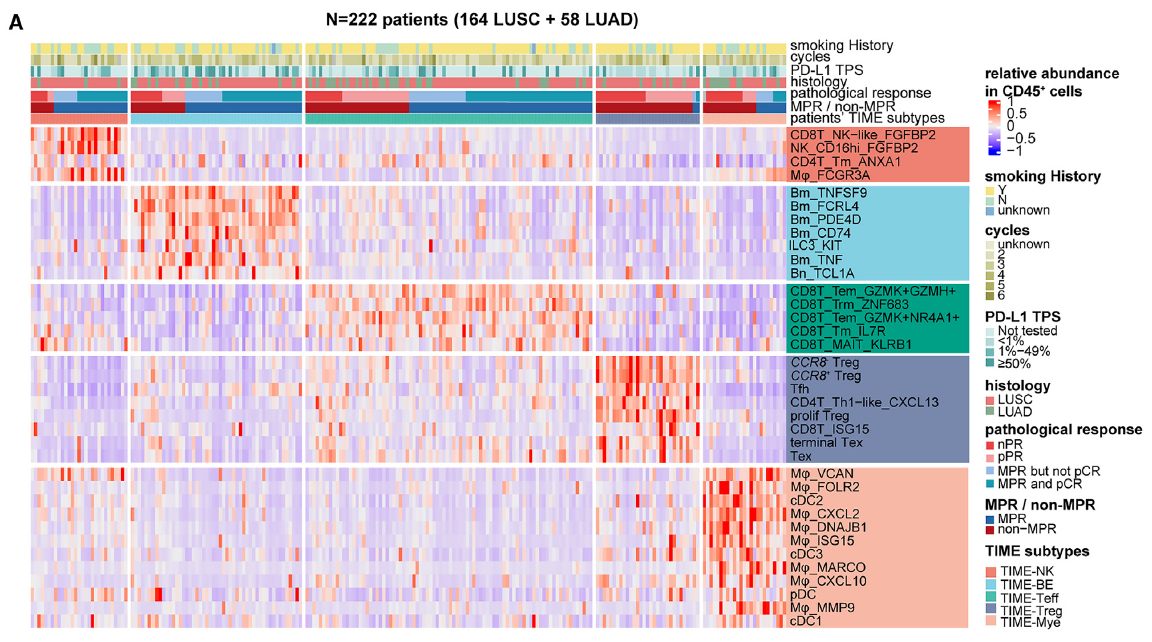 A
N=222 patients (164 LUSC + 58 LUAD)
smoking History
cycles
PD-L1 TPS
histology
pathological response
MPR / non-MPR
patients' TIME subtypes
CD8T_NK−like_FGFBP2
NK_CD16hi_FGFBP2
CD4T_Tm_ANXA1
Mφ_FCGR3A
Bm_TNFSF9
Bm_FCRL4
Bm_PDE4D
Bm_CD74
ILC3_KIT
Bm_TNF
Bn_TCL1A
CD8T_Tem_GZMK+GZMH+
CD8T_Trm_ZNF683
CD8T_Tem_GZMK+NR4A1+
CD8T_Tm_IL7R
CD8T_MAIT_KLRB1
CCR8⁻ Treg
CCR8⁺ Treg
Tfh
CD4T_Th1−like_CXCL13
prolif Treg
CD8T_ISG15
terminal Tex
Tex
Mφ_VCAN
Mφ_FOLR2
cDC2
Mφ_CXCL2
Mφ_DNAJB1
Mφ_ISG15
cDC3
Mφ_MARCO
Mφ_CXCL10
pDC
Mφ_MMP9
cDC1
relative abundance
in CD45⁺ cells
1
0.5
0
−0.5
−1
smoking History
Y
N
unknown
cycles
unknown
2
3
4
5
6
PD-L1 TPS
Not tested
<1%
1%−49%
≥50%
histology
LUSC
LUAD
pathological response
nPR
pPR
MPR but not pCR
MPR and pCR
MPR / non-MPR
MPR
non−MPR
TIME subtypes
TIME-NK
TIME-BE
TIME-Teff
TIME-Treg
TIME-Mye